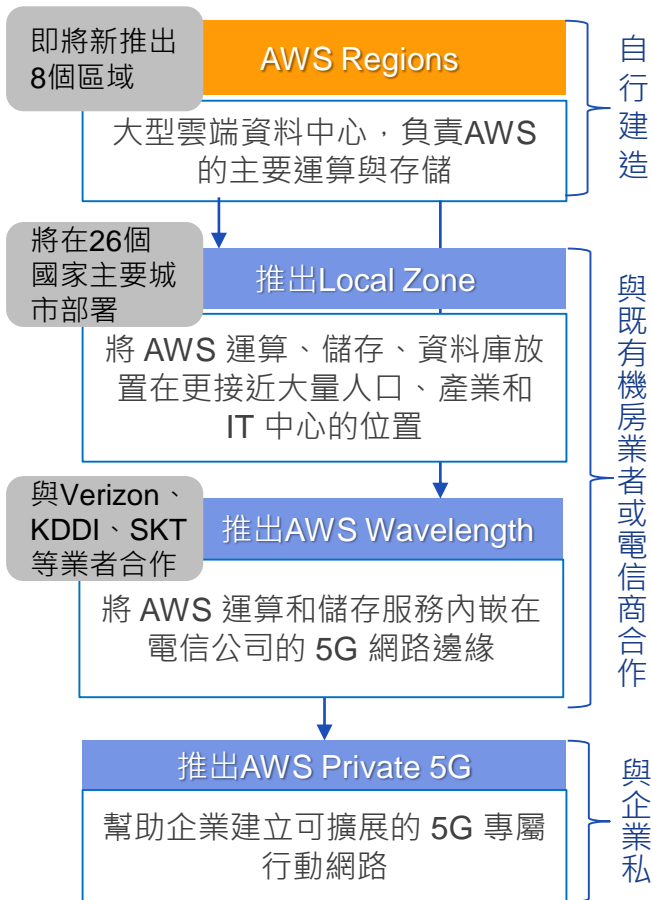 即將新推出
8個區域
AWS Regions
大型雲端資料中心，負責AWS
的主要運算與存儲
自行建造
將在26個
國家主要城
市部署
推出Local Zone
將 AWS 運算、儲存、資料庫放
置在更接近大量人口、產業和
IT 中心的位置
與既有機房業者或電信商合作
與Verizon、
KDDI、SKT
等業者合作
推出AWS Wavelength
將 AWS 運算和儲存服務內嵌在
電信公司的 5G 網路邊緣
推出AWS Private 5G
幫助企業建立可擴展的 5G 專屬
行動網路
與企業私